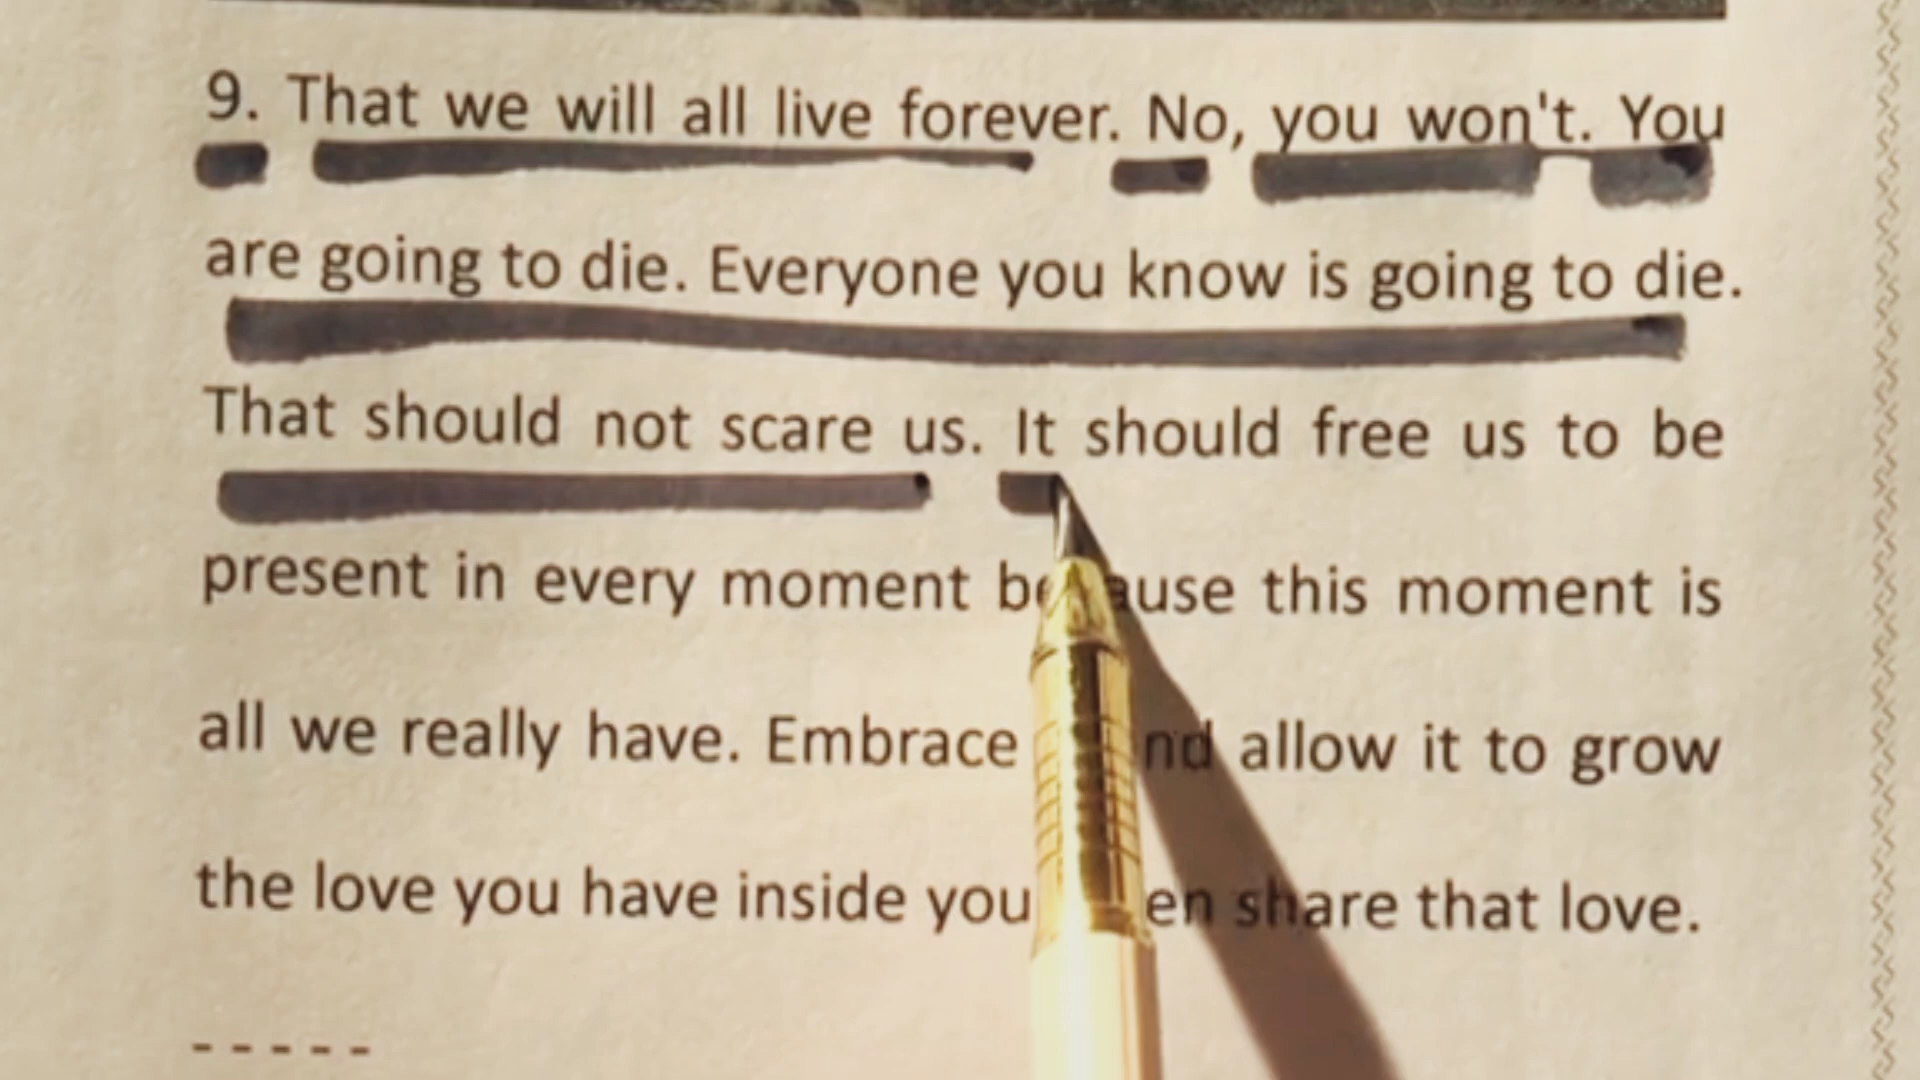 9. That we will all live forever. No, you won't. You
are going to die. Everyone you know is going to die.
That should not scare us. It should free us to be
present in every moment this moment is
all we really have. Embrace allow it to grow
the love you have inside you share that love.
-----